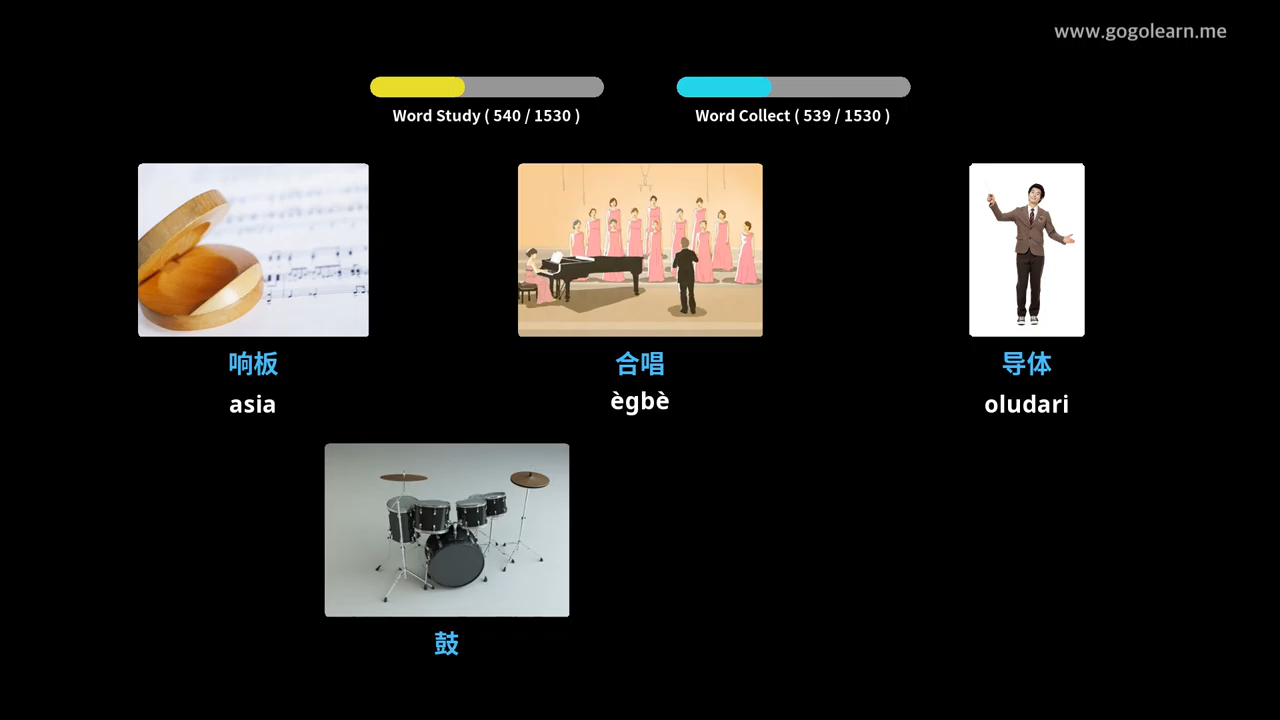 www.gogolearn.me
Word Study ( 540 / 1530 )
Word Collect ( 539 / 1530 )
响板
合唱
导体
asia
ègbè
oludari
鼓